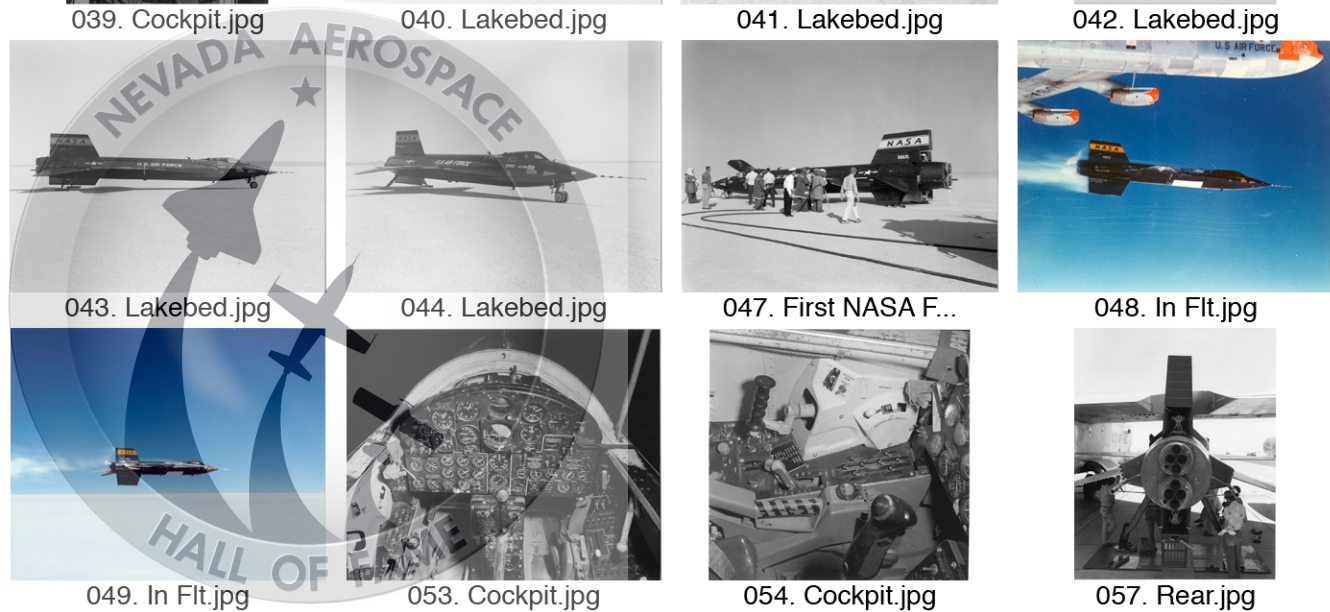 039. Cockpit.jpg
040. Lakebed.jpg
041. Lakebed.jpg
042. Lakebed.jpg
NEVADA AEROSPACE
HALL OF FAME
NASA
U.S. AIR FORCE
U.S. AIR FORCE
NASA
U.S AIR FORCE
NASA
043. Lakebed.jpg
044. Lakebed.jpg
047. First NASA F...
048. In Flt.jpg
049. In Flt.jpg
053. Cockpit.jpg
054. Cockpit.jpg
057. Rear.jpg